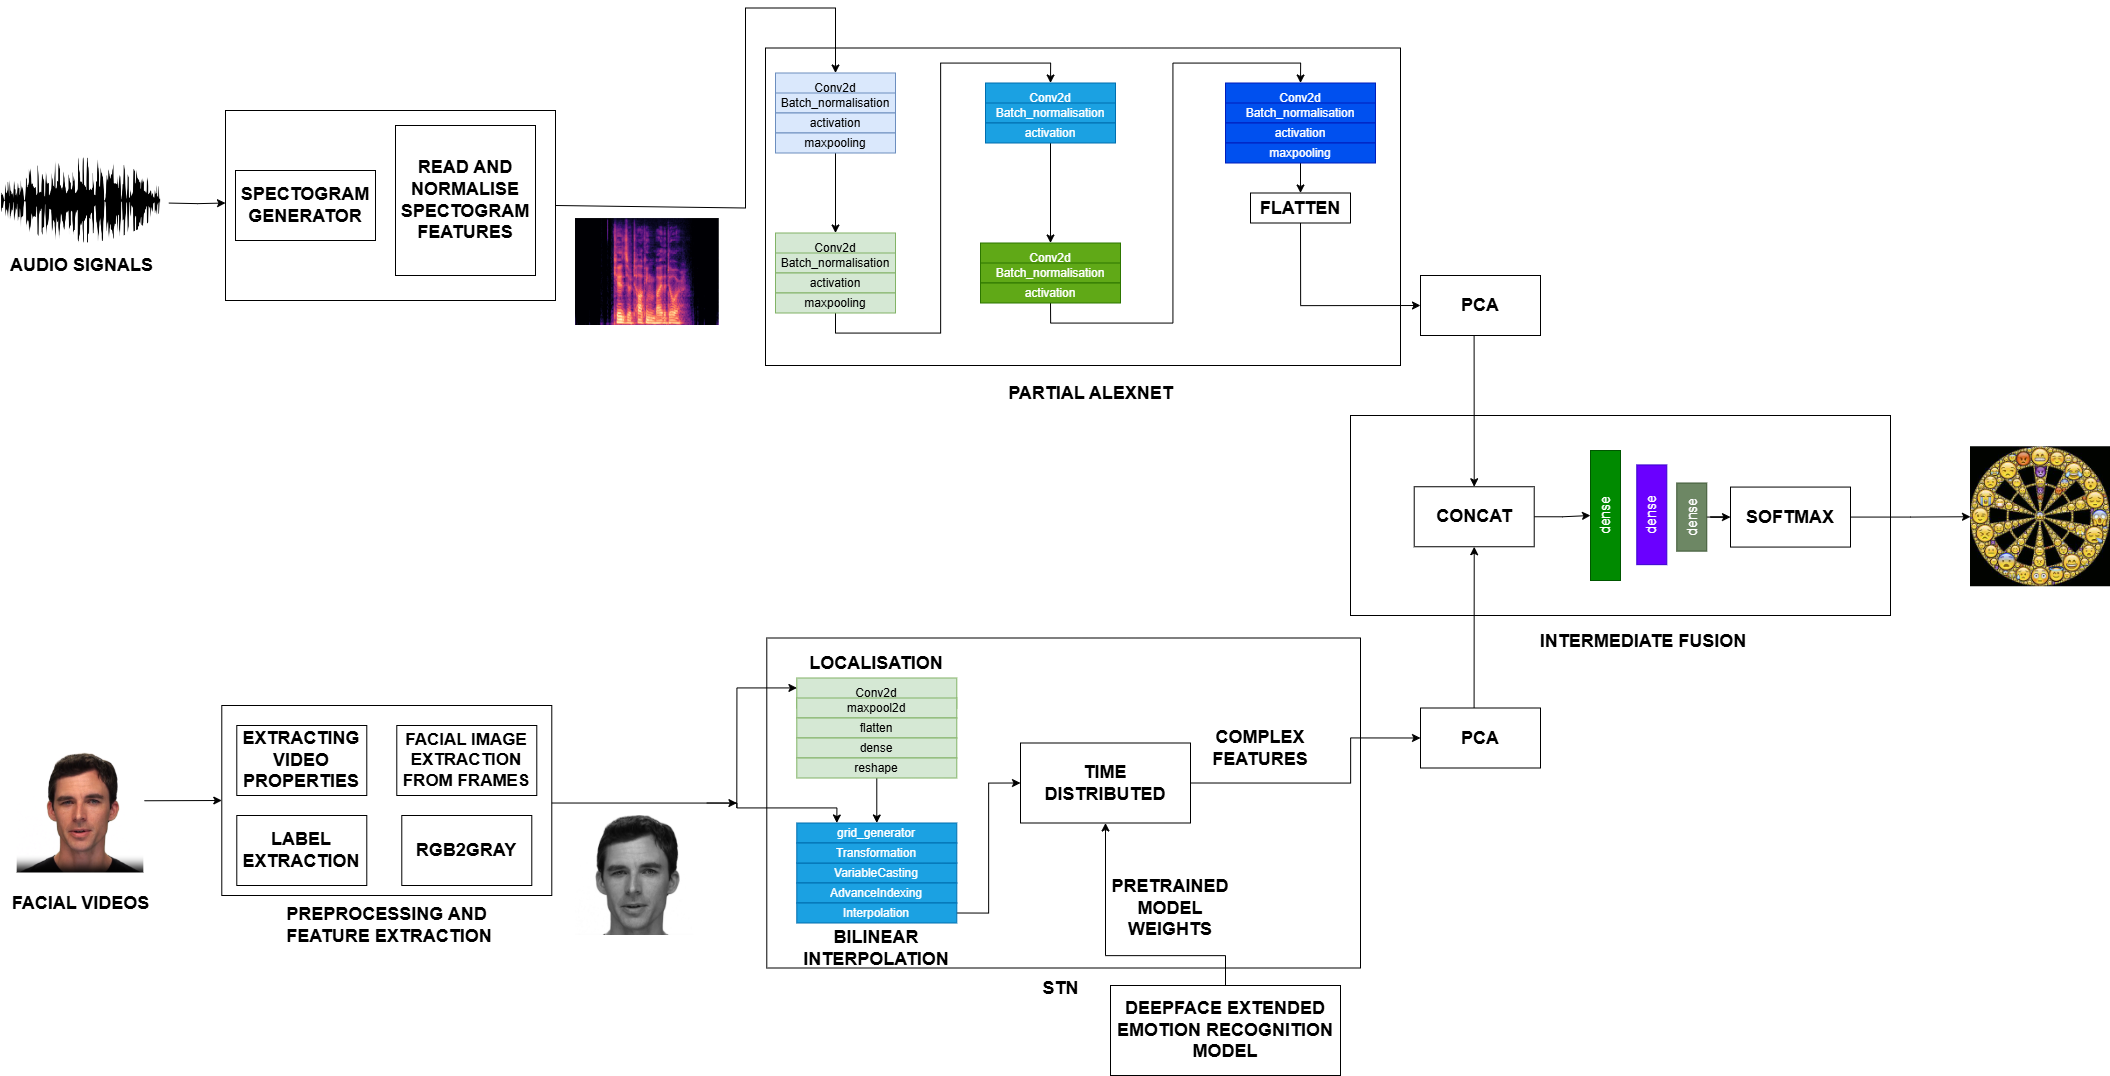 AUDIO SIGNALS
SPECTOGRAM
GENERATOR
READ AND
NORMALISE
SPECTOGRAM
FEATURES
Conv2d
Batch_normalisation
activation
maxpooling
Conv2d
Batch_normalisation
activation
maxpooling
Conv2d
Batch_normalisation
activation
Conv2d
Batch_normalisation
activation
Conv2d
Batch_normalisation
activation
maxpooling
FLATTEN
PARTIAL ALEXNET
PCA
CONCAT
dense
dense
dense
SOFTMAX
INTERMEDIATE FUSION
FACIAL VIDEOS
EXTRACTING
VIDEO
PROPERTIES
FACIAL IMAGE
EXTRACTION
FROM FRAMES
LABEL
EXTRACTION
RGB2GRAY
PREPROCESSING AND
FEATURE EXTRACTION
LOCALISATION
Conv2d
maxpool2d
flatten
dense
reshape
grid_generator
Transformation
VariableCasting
AdvanceIndexing
Interpolation
BILINEAR
INTERPOLATION
TIME
DISTRIBUTED
COMPLEX
FEATURES
PRETRAINED
MODEL
WEIGHTS
STN
DEEPFACE EXTENDED
EMOTION RECOGNITION
MODEL
PCA